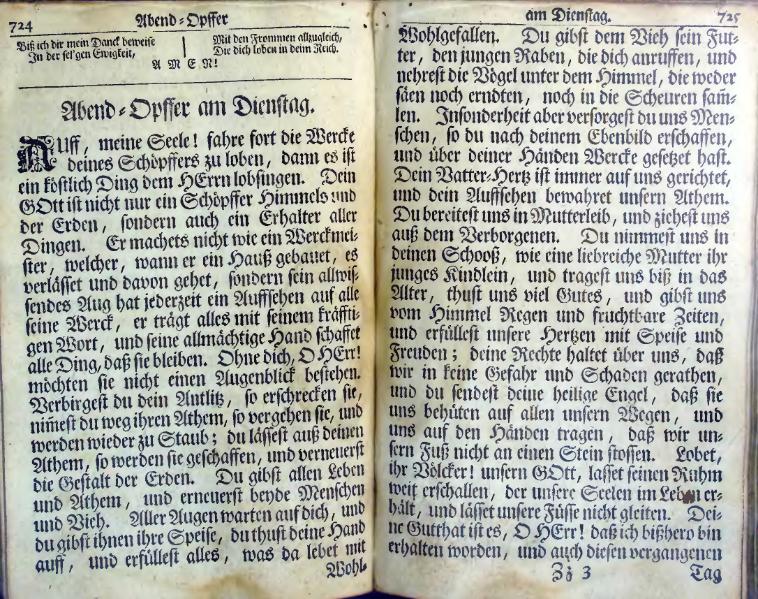 724
Abend-Opffer
Biß ich dir mein Danck beweise
In der sel'gen Ewigkeit,
Mit den Frommen allzugleich,
Die dich loben in deim Reich.
AMEN!
Abend-Opffer am Dienstag.
AUff, meine Seele! fahre fort die Wercke
deines Schöpffers zu loben, dann es ist
ein köstlich Ding dem HErrn lobsingen. Dein
GOtt ist nicht nur ein Schöpffer Himmels und
der Erden, sondern auch ein Erhalter aller
Dingen. Er machets nicht wie ein Werckmei-
ster, welcher, wann er ein Hauß gebauet, es
verlässet und davon gehet, sondern sein allwis-
sendes Aug hat jederzeit ein Auffsehen auf alle
seine Werck, er trägt alles mit seinem kräffti-
gen Wort, und seine allmächtige Hand schaffet
alle Ding, daß sie bleiben. Ohne dich, O HErr!
möchten sie nicht einen Augenblick bestehen.
Verbirgest du dein Antlitz, so erschrecken sie,
nim̃est du weg ihren Athem, so vergehen sie, und
werden wieder zu Staub; du lässest auß deinen
Athem, so werden sie geschaffen, und verneuerst
die Gestalt der Erden. Du gibst allen Leben
und Athem, und erneuerst beyde Menschen
und Vieh. Aller Augen warten auf dich, und
du gibst ihnen ihre Speise, du thust deine Hand
auff, und erfüllest alles, was da lebet mit
Wohl-
am Dienstag.
725
Wohlgefallen. Du gibst dem Vieh sein Fut-
ter, den jungen Raben, die dich anruffen, und
nehrest die Vögel unter dem Himmel, die weder
säen noch erndten, noch in die Scheuren sam̃-
len. Insonderheit aber versorgest du uns Men-
schen, so du nach deinem Ebenbild erschaffen,
und über deiner Händen Wercke gesetzet hast.
Dein Vatter-Hertz ist immer auf uns gerichtet,
und dein Auffsehen bewahret unsern Athem.
Du bereitest uns in Mutterleib, und ziehest uns
auß dem Verborgenen. Du nimmest uns in
deinen Schooß, wie eine liebreiche Mutter ihr
junges Kindlein, und tragest uns biß in das
Alter, thust uns viel Gutes, und gibst uns
vom Himmel Regen und fruchtbare Zeiten,
und erfüllest unsere Hertzen mit Speise und
Freuden; deine Rechte haltet über uns, daß
wir in keine Gefahr und Schaden gerathen,
und du sendest deine heilige Engel, daß sie
uns behüten auf allen unsern Wegen, und
uns auf den Händen tragen, daß wir un-
sern Fuß nicht an einen Stein stossen. Lobet,
ihr Völcker! unsern GOtt, lasset seinen Ruhm
weit erschallen, der unsere Seelen im Leben er-
hält, und lässet unsere Füsse nicht gleiten. Dei-
ne Gutthat ist es, O HErr! daß ich bißhero bin
erhalten worden, und auch diesen vergangenen
Zz 3
Tag